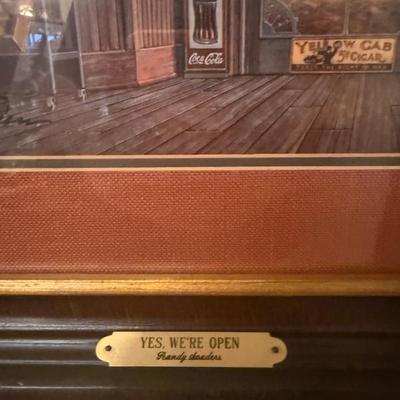 Coca-Cola
YELLOW CAB
5¢ CIGAR
YES, WE'RE OPEN
Randy Souders